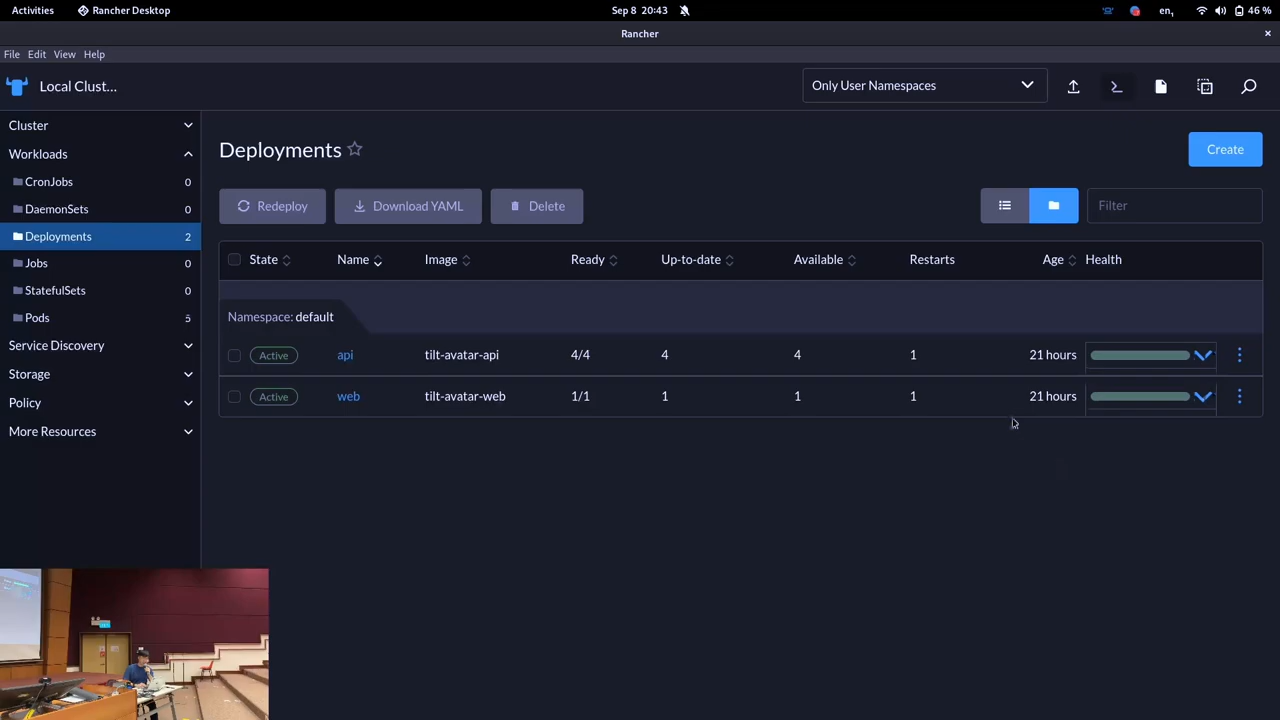 Activities Rancher Desktop Sep 8 20:43 en₁ 46 %
Rancher ×
File Edit View Help
Local Clust... Only User Namespaces
Cluster
Workloads
CronJobs 0
DaemonSets 0
Deployments 2
Jobs 0
StatefulSets 0
Pods 5
Service Discovery
Storage
Policy
More Resources
Deployments Create
Redeploy Download YAML Delete Filter
State Name Image Ready Up-to-date Available Restarts Age Health
Namespace: default
Active api tilt-avatar-api 4/4 4 4 1 21 hours
Active web tilt-avatar-web 1/1 1 1 1 21 hours